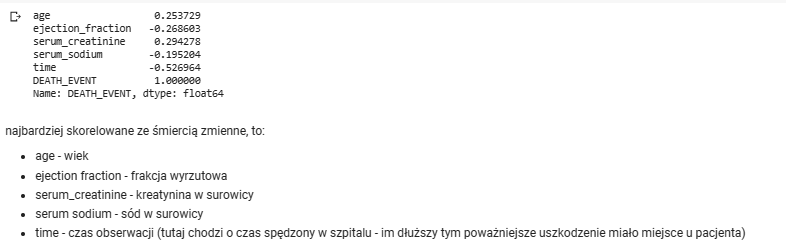 age 0.253729
ejection_fraction -0.268603
serum_creatinine 0.294278
serum_sodium -0.195204
time -0.526964
DEATH_EVENT 1.000000
Name: DEATH_EVENT, dtype: float64
najbardziej skorelowane ze śmiercią zmienne, to:
• age - wiek
• ejection fraction - frakcja wyrzutowa
• serum_creatinine - kreatynina w surowicy
• serum sodium - sód w surowicy
• time - czas obserwacji (tutaj chodzi o czas spędzony w szpitalu - im dłuższy tym poważniejsze uszkodzenie miało miejsce u pacjenta)